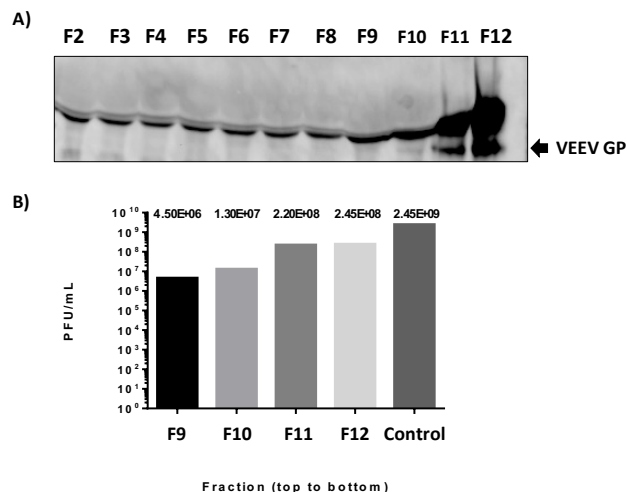 A)
F2 F3 F4 F5 F6 F7 F8 F9 F10 F11 F12
VEEV GP
B)
4.50E+06 1.30E+07 2.20E+08 2.45E+08 2.45E+09
10^10
10^9
10^8
10^7
10^6
10^5
10^4
10^3
10^2
10^1
10^0
PFU/mL
F9 F10 F11 F12 Control
Fraction (top to bottom)